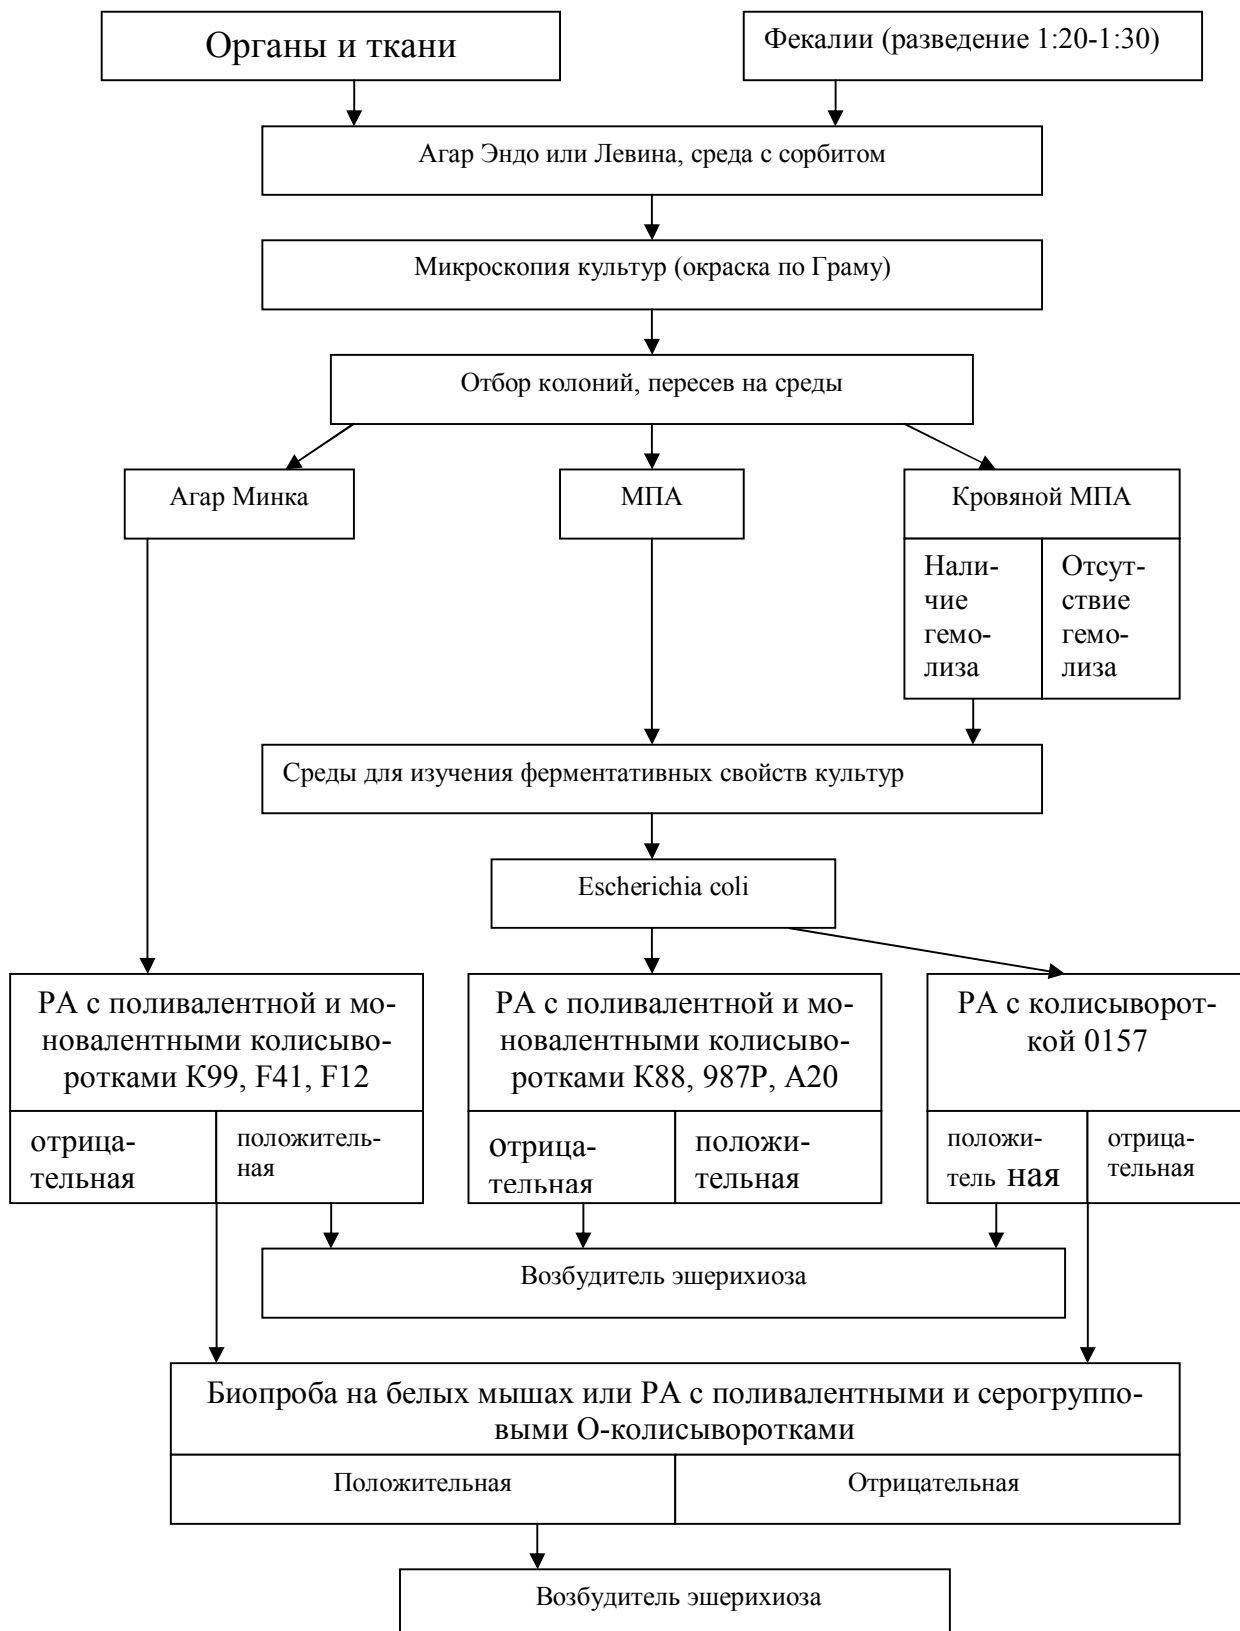 Органы и ткани
Фекалии (разведение 1:20-1:30)
Агар Эндо или Левина, среда с сорбитом
Микроскопия культур (окраска по Граму)
Отбор колоний, пересев на среды
Агар Минка
МПА
Кровяной МПА
Нали-
чие
гемо-
лиза
Отсут-
ствие
гемо-
лиза
Среды для изучения ферментативных свойств культур
Escherichia coli
РА с поливалентной и мо-
новалентными колисыво-
ротками К99, F41, F12
отрица-
тельная
положитель-
ная
РА с поливалентной и мо-
новалентными колисыво-
ротками К88, 987Р, А20
отрица-
тельная
положи-
тельная
РА с колисыворот-
кой 0157
положи-
тель ная
отрица-
тельная
Возбудитель эшерихиоза
Биопроба на белых мышах или РА с поливалентными и серогруппо-
выми О-колисыворотками
Положительная
Отрицательная
Возбудитель эшерихиоза